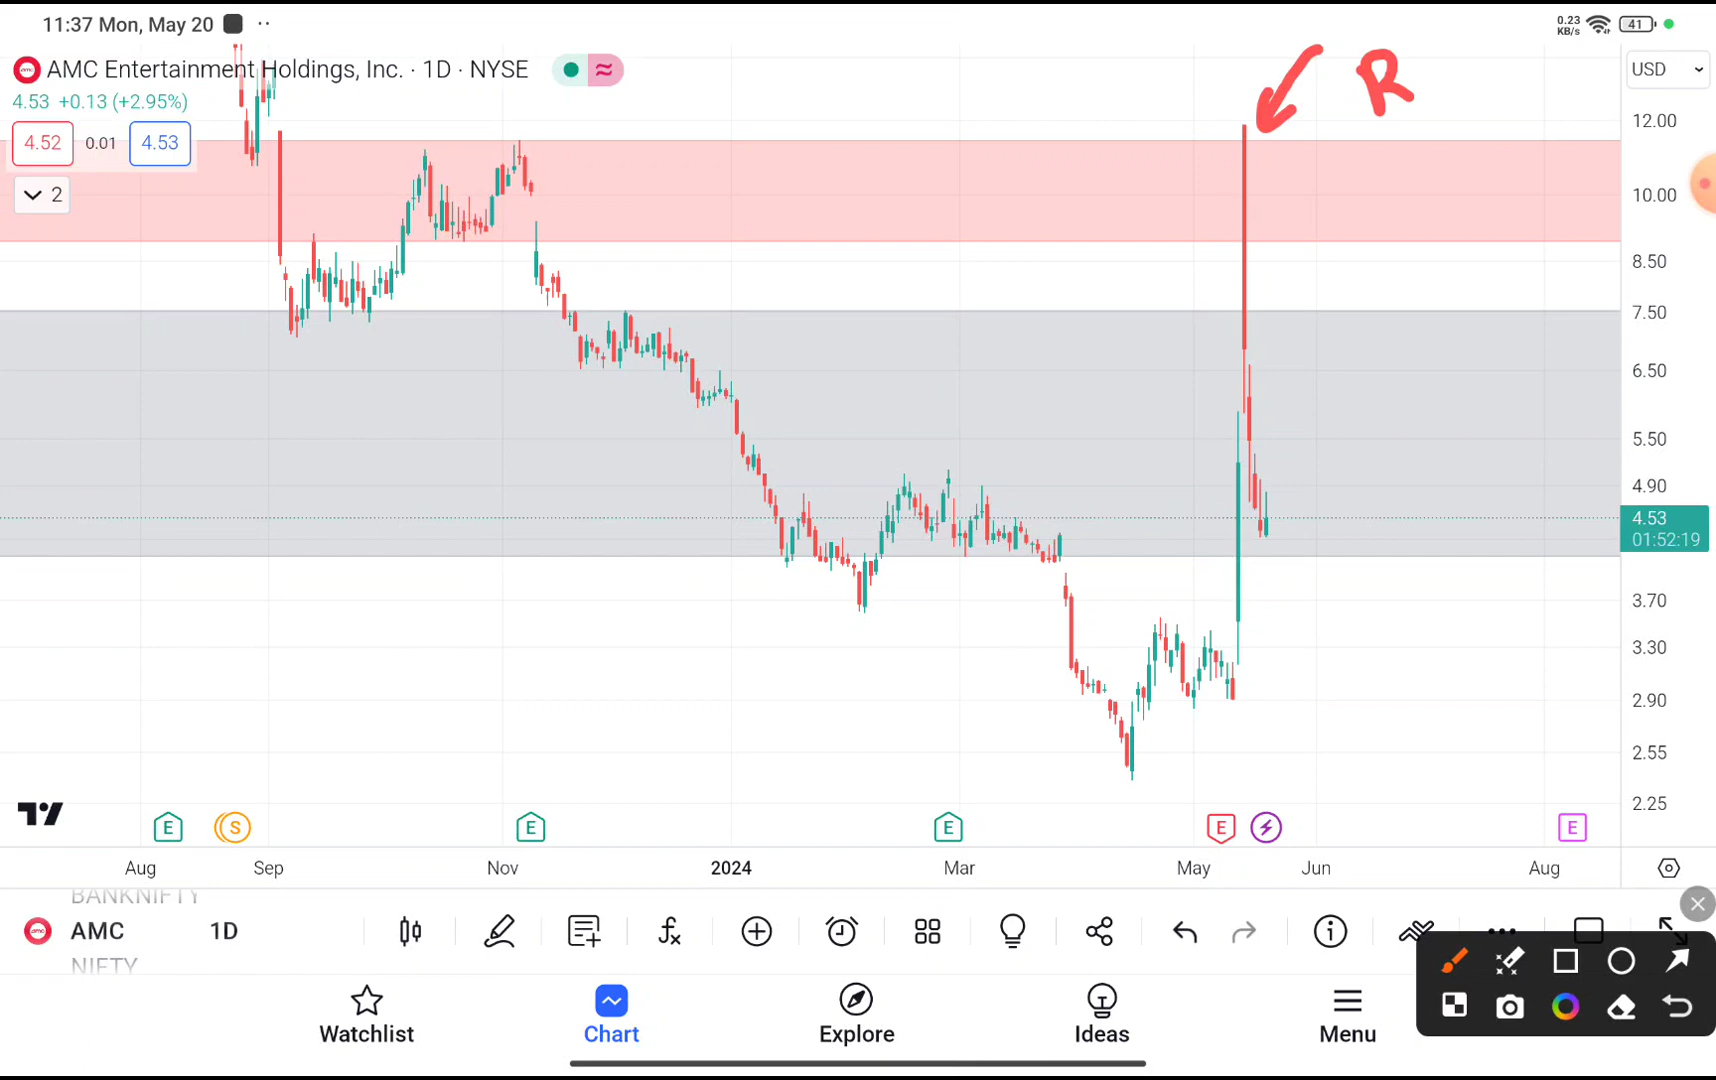 11:37 Mon, May 20
0.23
KB/s
41
AMC Entertainment Holdings, Inc. · 1D · NYSE
USD
R
4.53 +0.13 (+2.95%)
4.52 0.01 4.53
2
12.00
10.00
8.50
7.50
6.50
5.50
4.90
4.53
01:52:19
3.70
3.30
2.90
2.55
2.25
E S E E E E
Aug Sep Nov 2024 Mar May Jun Aug
BANKNIFTY
AMC 1D
NIFTY
Watchlist Chart Explore Ideas Menu